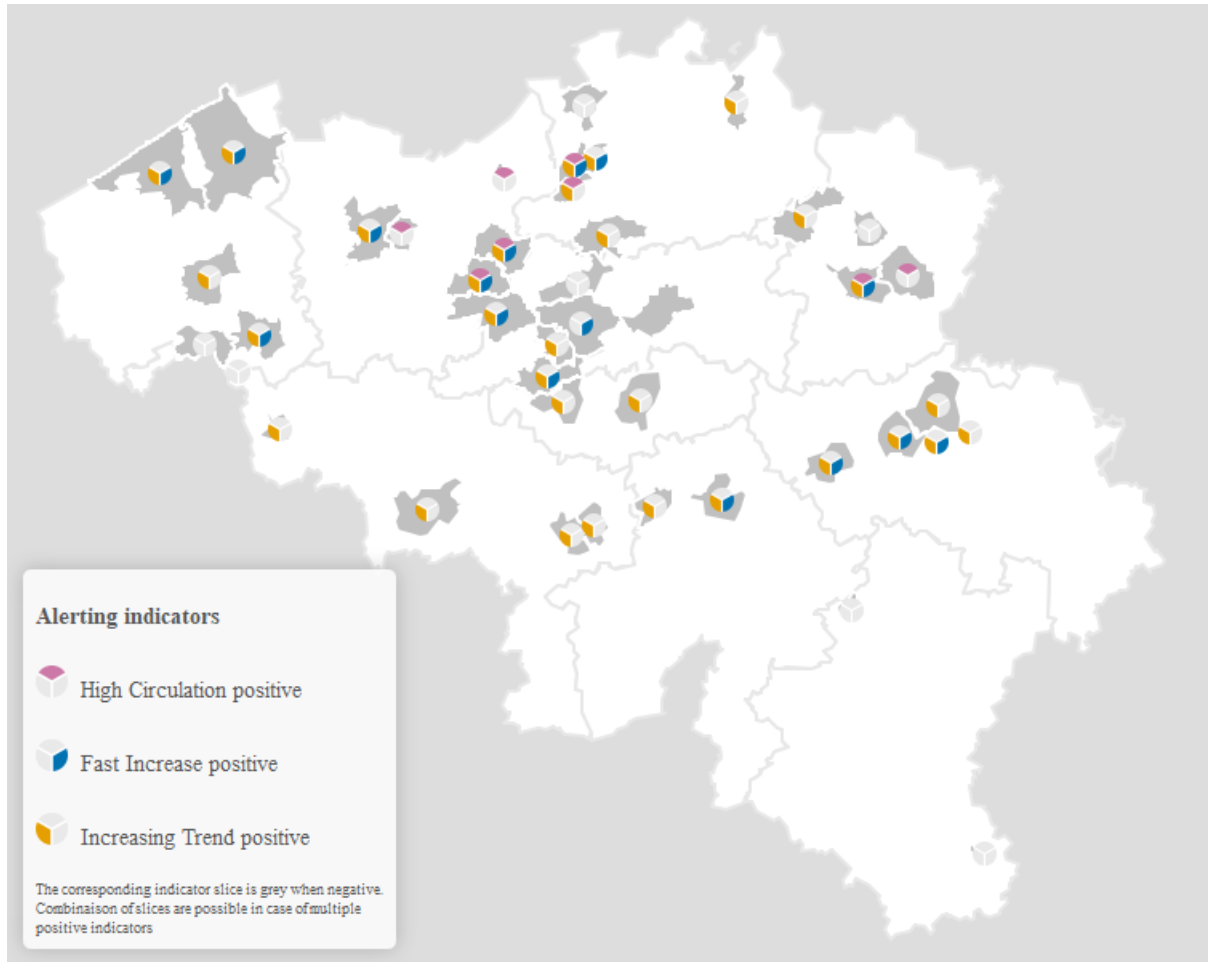 Alerting indicators
High Circulation positive
Fast Increase positive
Increasing Trend positive
The corresponding indicator slice is grey when negative.
Combinaison of slices are possible in case of multiple
positive indicators